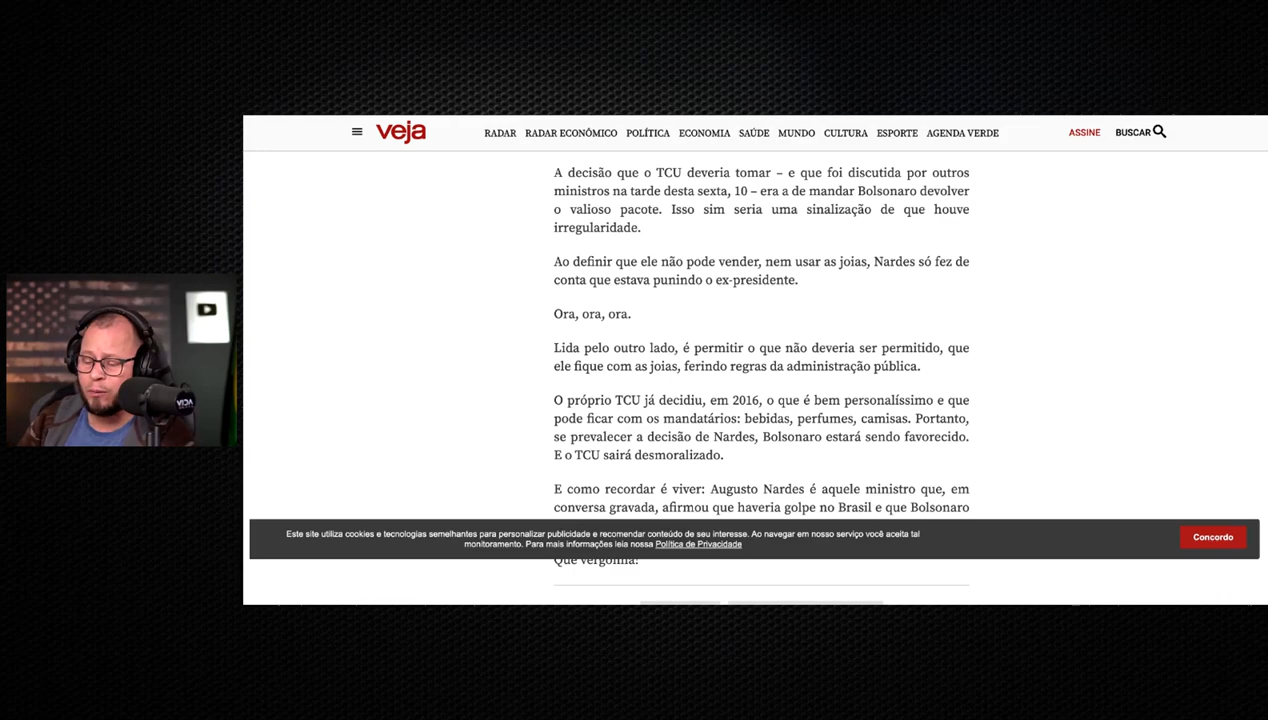 veja
RADAR RADAR ECONÔMICO POLÍTICA ECONOMIA SAÚDE MUNDO CULTURA ESPORTE AGENDA VERDE
ASSINE
BUSCAR
A decisão que o TCU deveria tomar – e que foi discutida por outros
ministros na tarde desta sexta, 10 – era a de mandar Bolsonaro devolver
o valioso pacote. Isso sim seria uma sinalização de que houve
irregularidade.
Ao definir que ele não pode vender, nem usar as joias, Nardes só fez de
conta que estava punindo o ex-presidente.
Ora, ora, ora.
Lida pelo outro lado, é permitir o que não deveria ser permitido, que
ele fique com as joias, ferindo regras da administração pública.
O próprio TCU já decidiu, em 2016, o que é bem personalíssimo e que
pode ficar com os mandatários: bebidas, perfumes, camisas. Portanto,
se prevalecer a decisão de Nardes, Bolsonaro estará sendo favorecido.
E o TCU sairá desmoralizado.
E como recordar é viver: Augusto Nardes é aquele ministro que, em
conversa gravada, afirmou que haveria golpe no Brasil e que Bolsonaro
Este site utiliza cookies e tecnologias semelhantes para personalizar publicidade e recomendar conteúdo de seu interesse. Ao navegar em nosso serviço você aceita tal
monitoramento. Para mais informações leia nossa Política de Privacidade
Concordo
Que vergonha!
VIDA